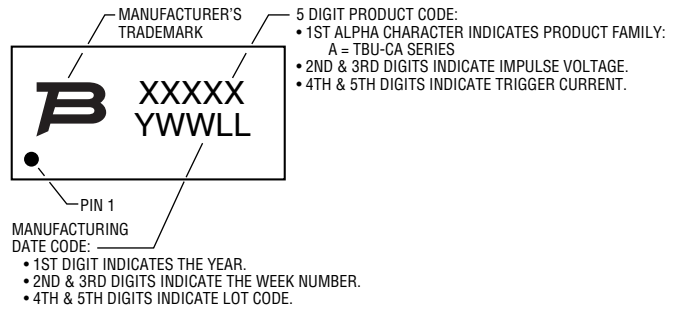 MANUFACTURER'S
TRADEMARK
5 DIGIT PRODUCT CODE:
• 1ST ALPHA CHARACTER INDICATES PRODUCT FAMILY:
A = TBU-CA SERIES
• 2ND & 3RD DIGITS INDICATE IMPULSE VOLTAGE.
• 4TH & 5TH DIGITS INDICATE TRIGGER CURRENT.
B
XXXXX
YWWLL
PIN 1
MANUFACTURING
DATE CODE:
• 1ST DIGIT INDICATES THE YEAR.
• 2ND & 3RD DIGITS INDICATE THE WEEK NUMBER.
• 4TH & 5TH DIGITS INDICATE LOT CODE.